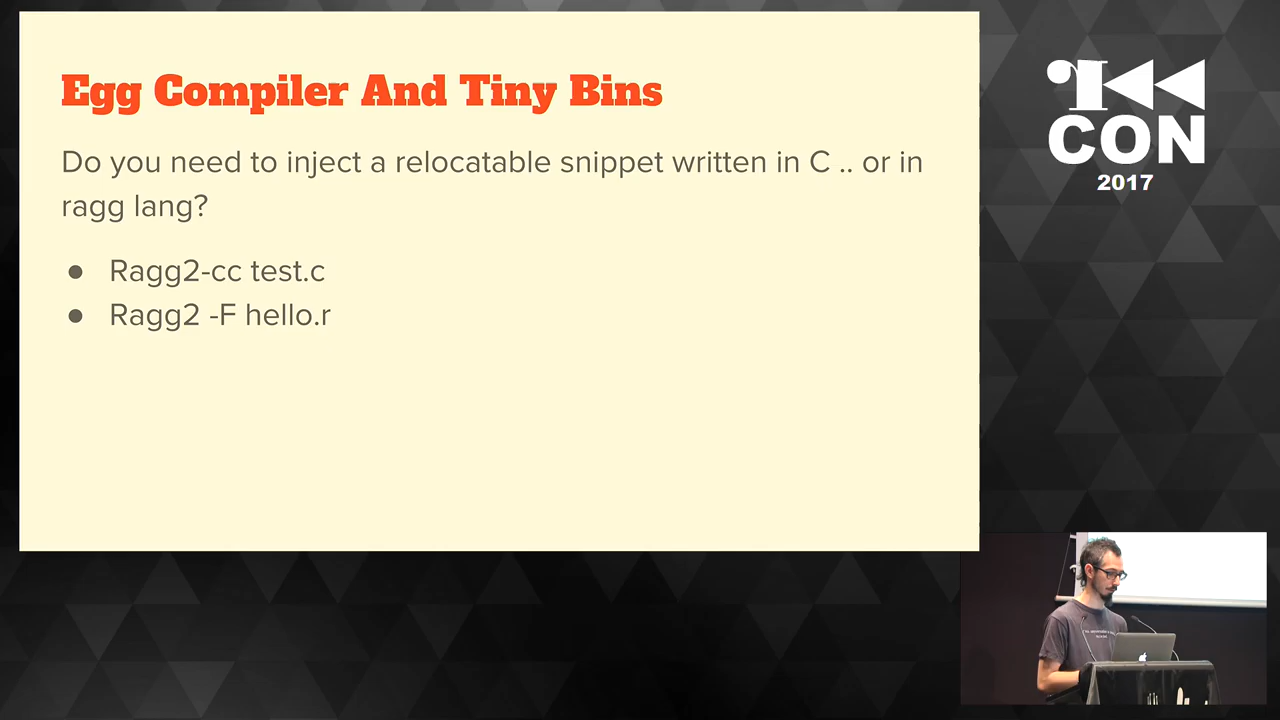 Egg Compiler And Tiny Bins
Do you need to inject a relocatable snippet written in C .. or in
ragg lang?
● Ragg2-cc test.c
● Ragg2 -F hello.r
CON
2017